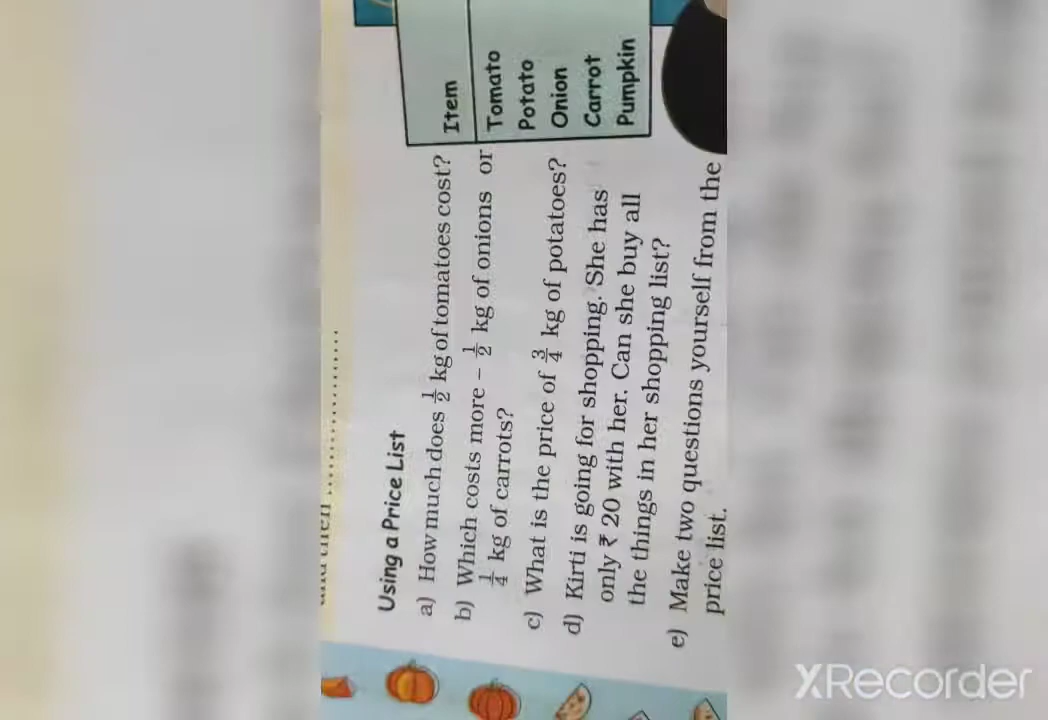 Using a Price List
a) How much does 1/2 kg of tomatoes cost?
b) Which costs more – 1/2 kg of onions or
1/4 kg of carrots?
c) What is the price of 3/4 kg of potatoes?
d) Kirti is going for shopping. She has
only ₹ 20 with her. Can she buy all
the things in her shopping list?
e) Make two questions yourself from the
price list.
Item
Tomato
Potato
Onion
Carrot
Pumpkin
XRecorder